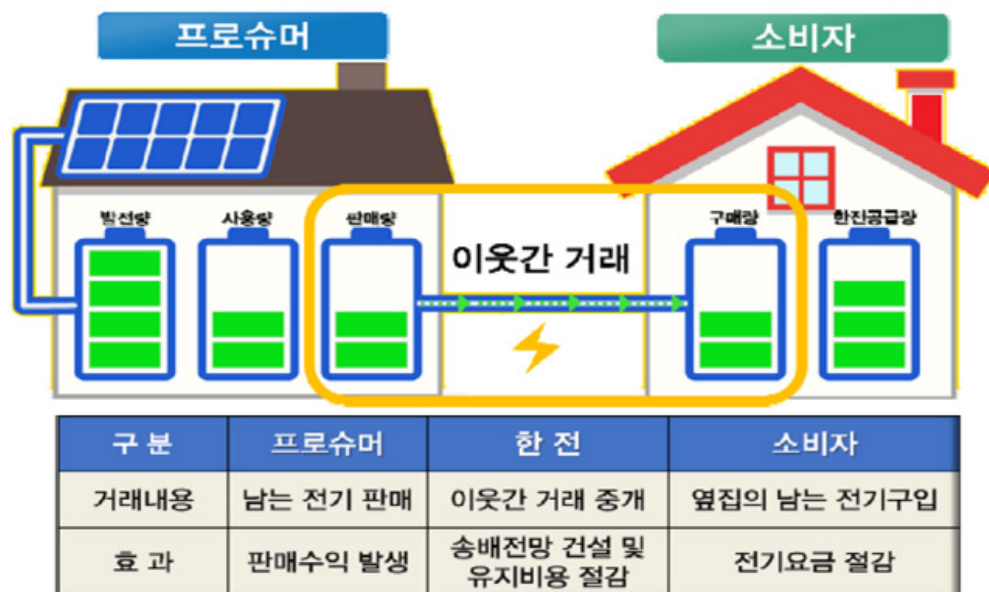 프로슈머
소비자
발전량
사용량
판매량
구매량
한전공급량
이웃간 거래
구 분
프로슈머
한 전
소비자
거래내용
남는 전기 판매
이웃간 거래 중개
옆집의 남는 전기구입
효 과
판매수익 발생
송배전망 건설 및
유지비용 절감
전기요금 절감